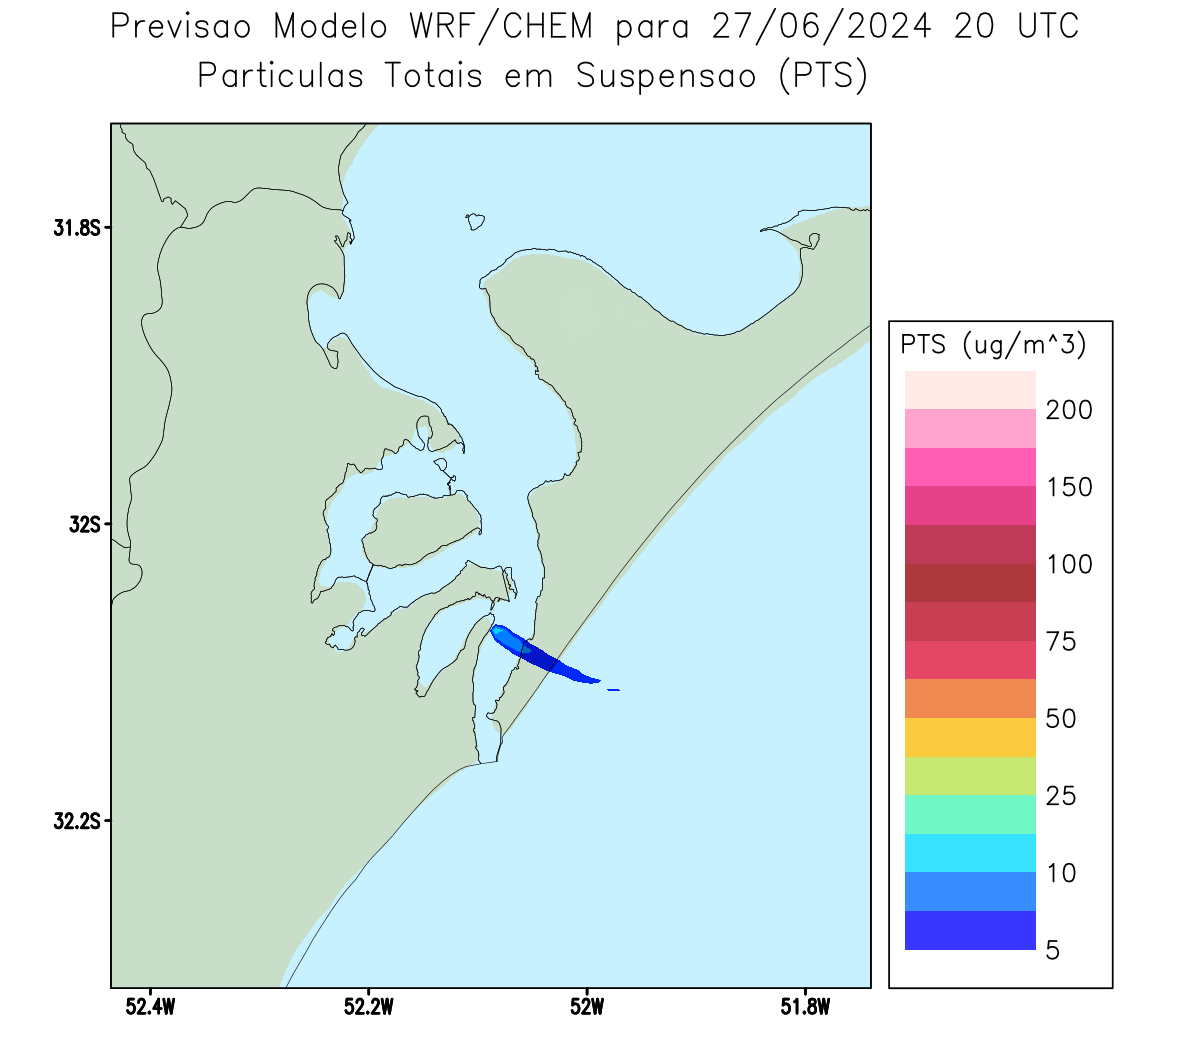 Previsao Modelo WRF/CHEM para 27/06/2024 20 UTC
Particulas Totais em Suspensao (PTS)
31.8S
32S
32.2S
52.4W 52.2W 52W 51.8W
PTS (ug/m^3)
200
150
100
75
50
25
10
5